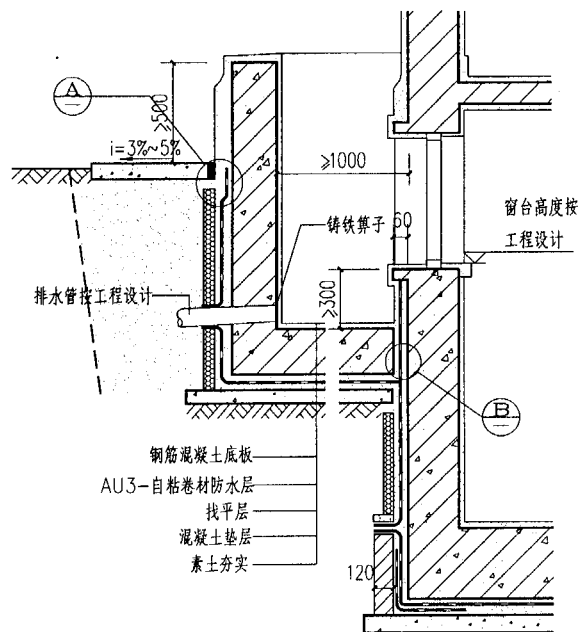 A
≥500
i=3%~5%
≥1000
铸铁箅子
60
窗台高度按
工程设计
排水管按工程设计
≥300
B
钢筋混凝土底板
AU3-自粘卷材防水层
找平层
混凝土垫层
素土夯实
120